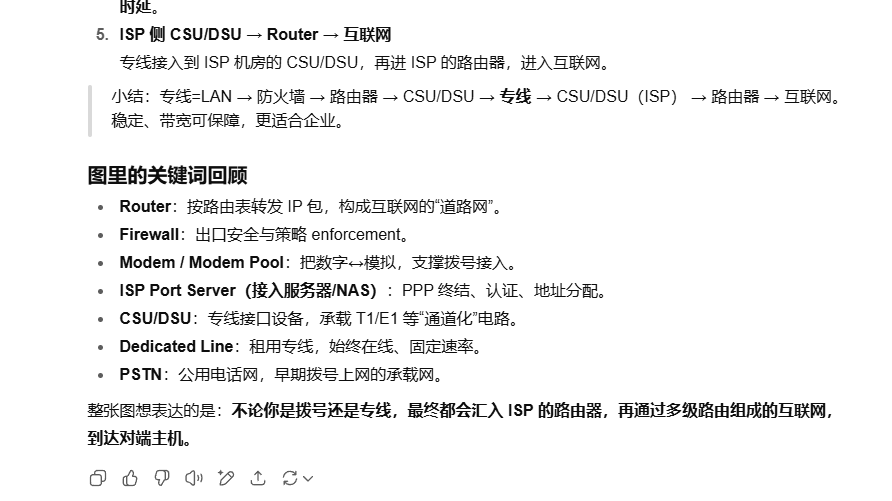 时延。
5. ISP 侧 CSU/DSU → Router → 互联网
专线接入到 ISP 机房的 CSU/DSU，再进 ISP 的路由器，进入互联网。
小结：专线=LAN → 防火墙 → 路由器 → CSU/DSU → 专线 → CSU/DSU（ISP） → 路由器 → 互联网。
稳定、带宽可保障，更适合企业。
图里的关键词回顾
• Router：按路由表转发 IP 包，构成互联网的“道路网”。
• Firewall：出口安全与策略 enforcement。
• Modem / Modem Pool：把数字↔模拟，支撑拨号接入。
• ISP Port Server（接入服务器/NAS）：PPP 终结、认证、地址分配。
• CSU/DSU：专线接口设备，承载 T1/E1 等“通道化”电路。
• Dedicated Line：租用专线，始终在线、固定速率。
• PSTN：公用电话网，早期拨号上网的承载网。
整张图想表达的是：不论你是拨号还是专线，最终都会汇入 ISP 的路由器，再通过多级路由组成的互联网，
到达对端主机。